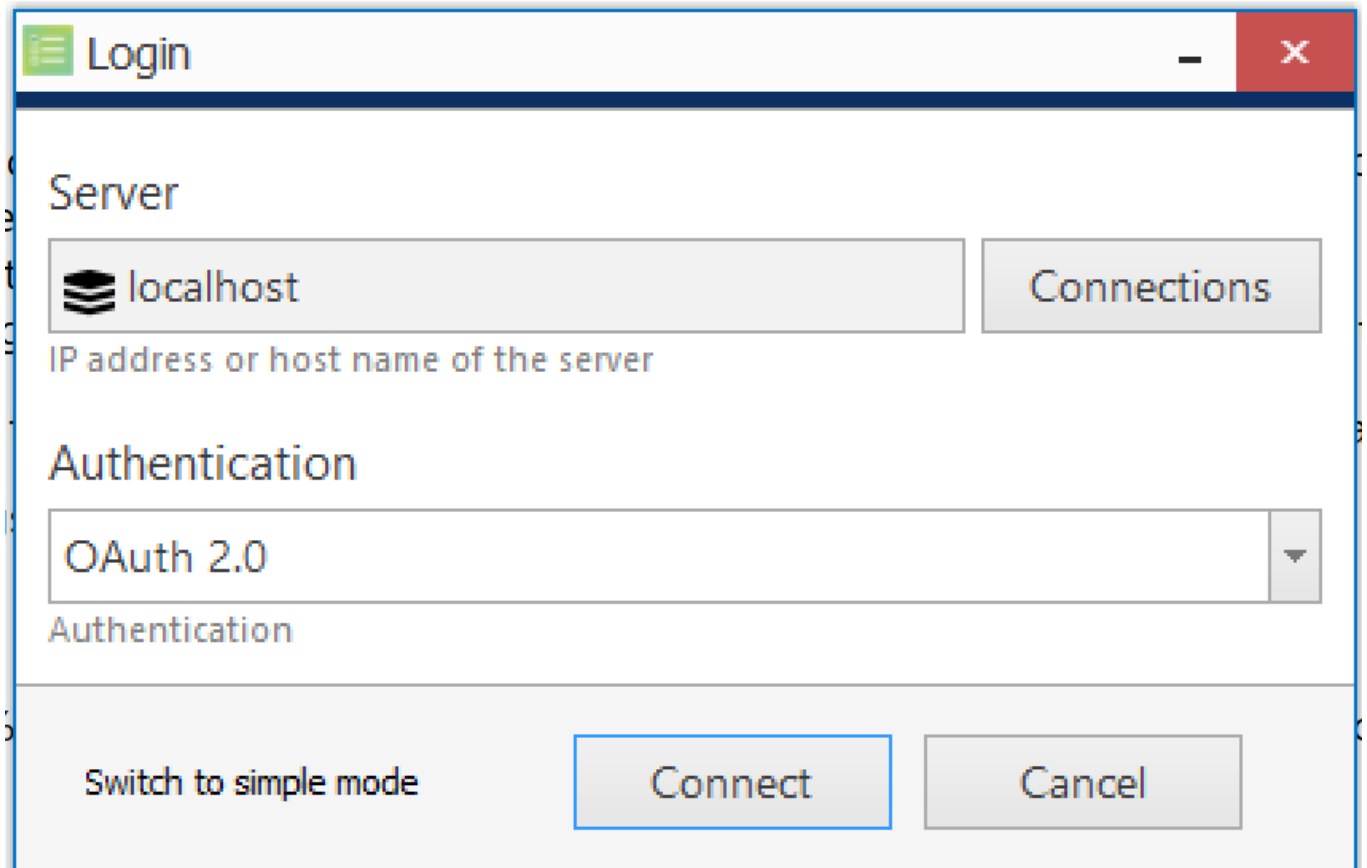 Login
Server
localhost
Connections
IP address or host name of the server
Authentication
OAuth 2.0
Authentication
Switch to simple mode
Connect
Cancel